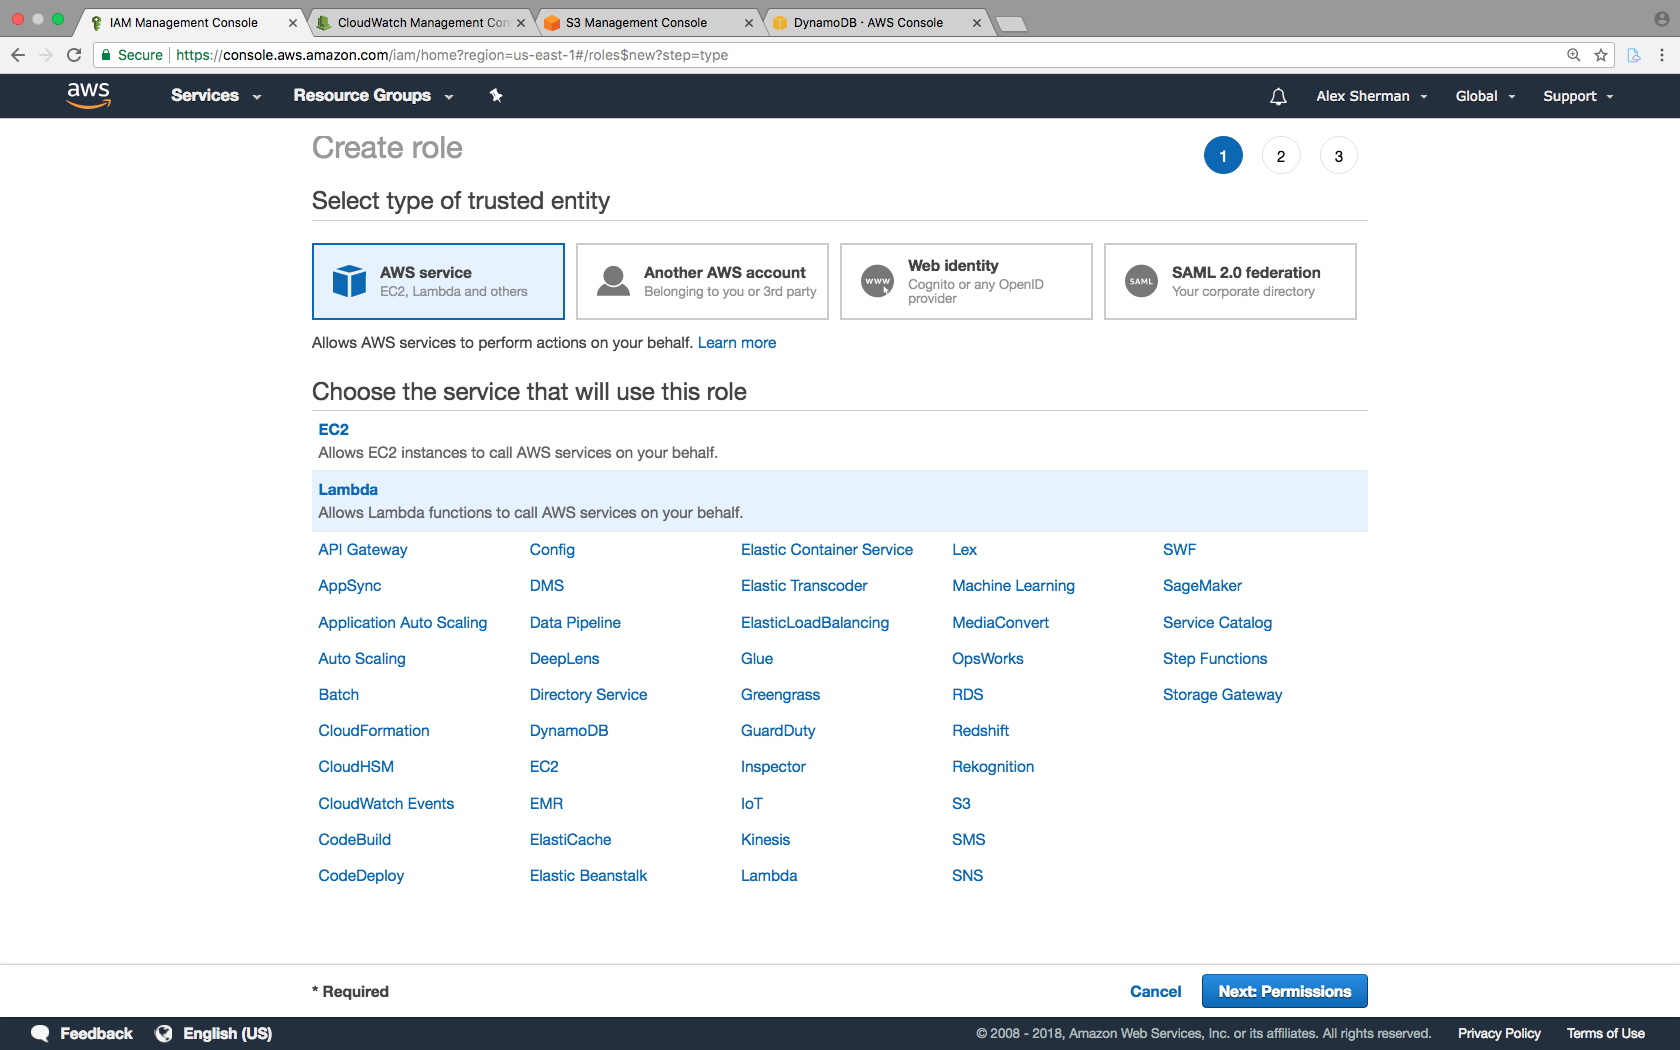 IAM Management Console
CloudWatch Management Con
S3 Management Console
DynamoDB · AWS Console
Secure https://console.aws.amazon.com/iam/home?region=us-east-1#/roles$new?step=type
aws Services Resource Groups Alex Sherman Global Support
Create role 1 2 3
Select type of trusted entity
AWS service
EC2, Lambda and others
Another AWS account
Belonging to you or 3rd party
www
Web identity
Cognito or any OpenID
provider
SAML
SAML 2.0 federation
Your corporate directory
Allows AWS services to perform actions on your behalf. Learn more
Choose the service that will use this role
EC2
Allows EC2 instances to call AWS services on your behalf.
Lambda
Allows Lambda functions to call AWS services on your behalf.
API Gateway Config Elastic Container Service Lex SWF
AppSync DMS Elastic Transcoder Machine Learning SageMaker
Application Auto Scaling Data Pipeline ElasticLoadBalancing MediaConvert Service Catalog
Auto Scaling DeepLens Glue OpsWorks Step Functions
Batch Directory Service Greengrass RDS Storage Gateway
CloudFormation DynamoDB GuardDuty Redshift
CloudHSM EC2 Inspector Rekognition
CloudWatch Events EMR IoT S3
CodeBuild ElastiCache Kinesis SMS
CodeDeploy Elastic Beanstalk Lambda SNS
* Required Cancel Next: Permissions
Feedback English (US) © 2008 - 2018, Amazon Web Services, Inc. or its affiliates. All rights reserved. Privacy Policy Terms of Use